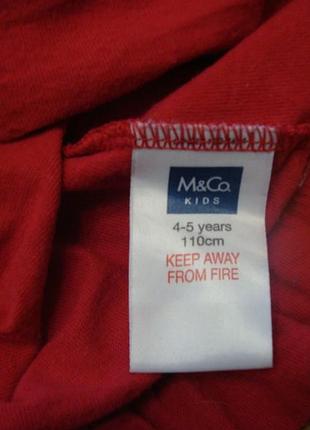 M&Co.
KIDS
4-5 years
110cm
KEEP AWAY
FROM FIRE